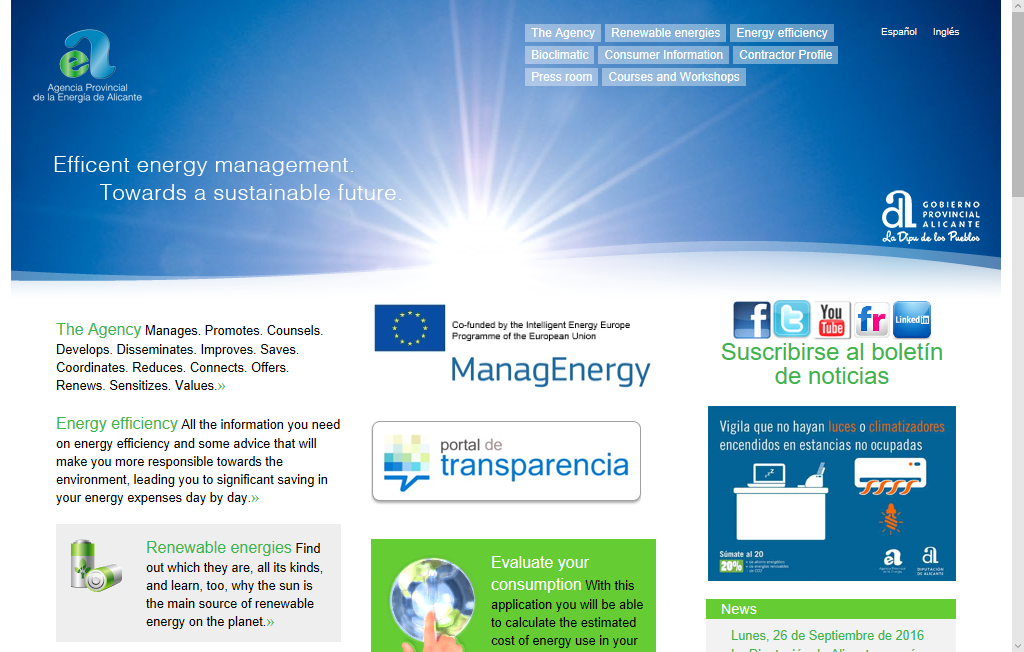 The Agency Renewable energies Energy efficiency
Bioclimatic Consumer Information Contractor Profile
Press room Courses and Workshops
Español Inglés
Agencia Provincial
de la Energía de Alicante
Efficent energy management.
Towards a sustainable future.
GOBIERNO
PROVINCIAL
ALICANTE
La Dipu de los Pueblos
The Agency Manages. Promotes. Counsels.
Develops. Disseminates. Improves. Saves.
Coordinates. Reduces. Connects. Offers.
Renews. Sensitizes. Values.»
Energy efficiency All the information you need
on energy efficiency and some advice that will
make you more responsible towards the
environment, leading you to significant saving in
your energy expenses day by day.»
Renewable energies Find
out which they are, all its kinds,
and learn, too, why the sun is
the main source of renewable
energy on the planet.»
Co-funded by the Intelligent Energy Europe
Programme of the European Union
ManagEnergy
portal de
transparencia
Evaluate your
consumption With this
application you will be able
to calculate the estimated
cost of energy use in your
You
Tube
fr
LinkedIn
Suscribirse al boletín
de noticias
Vigila que no hayan luces o climatizadores
encendidos en estancias no ocupadas
Súmate al 20
20%
News
Lunes, 26 de Septiembre de 2016